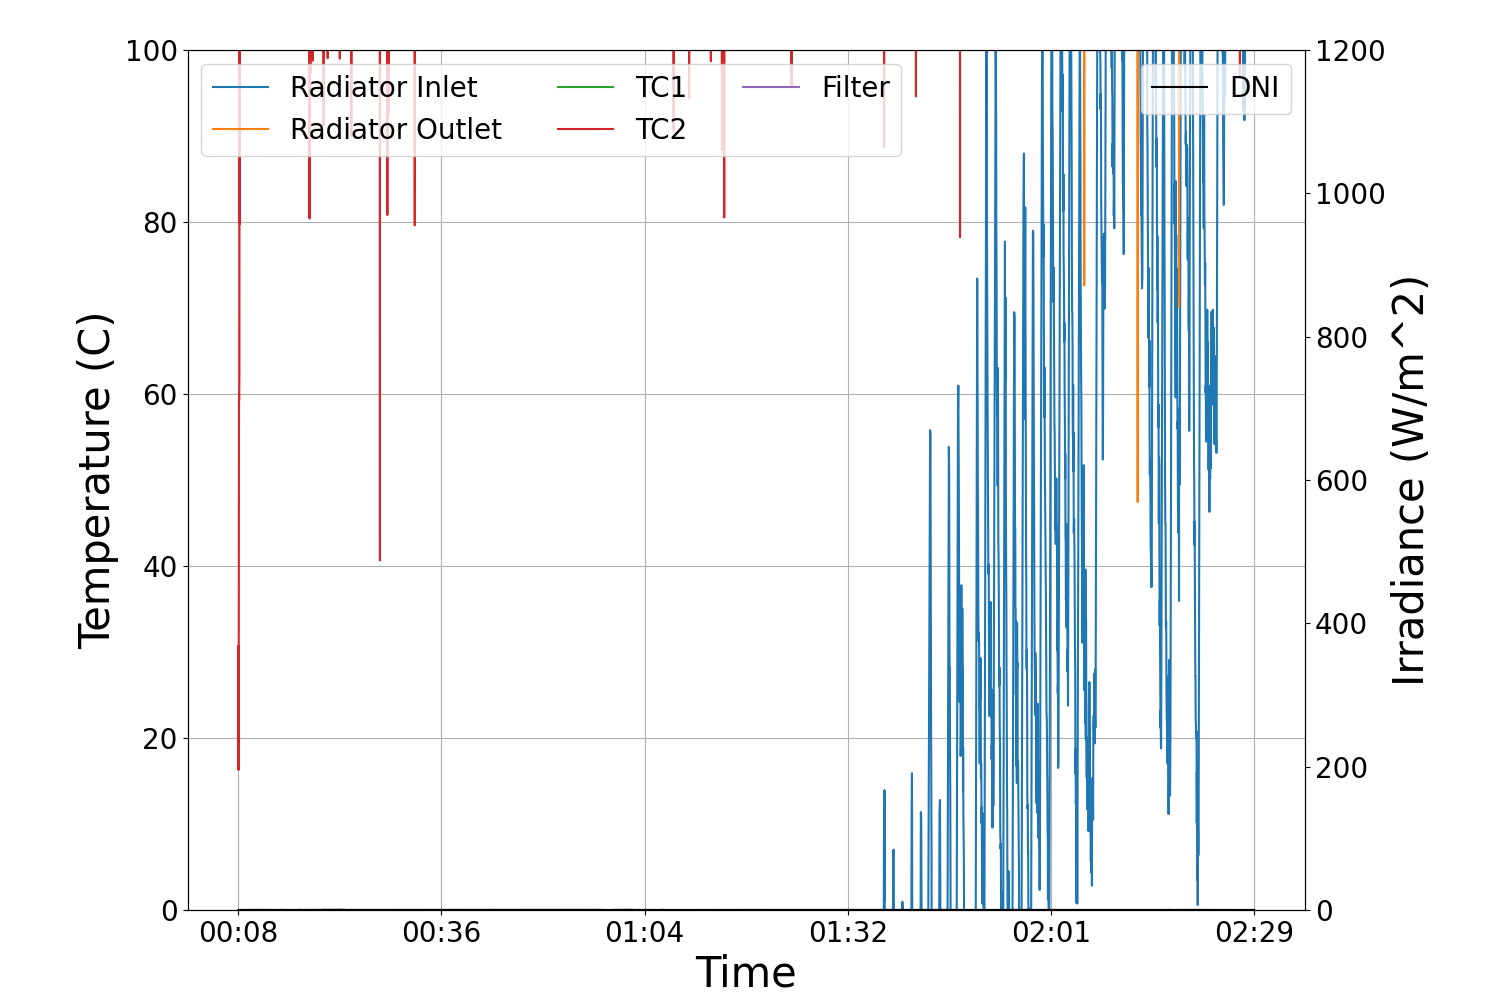 Radiator Inlet
Radiator Outlet
TC1
TC2
Filter
DNI
Temperature (C)
100
80
60
40
20
0
1200
1000
800
600
400
200
0
Irradiance (W/m^2)
00:08 00:36 01:04 01:32 02:01 02:29
Time